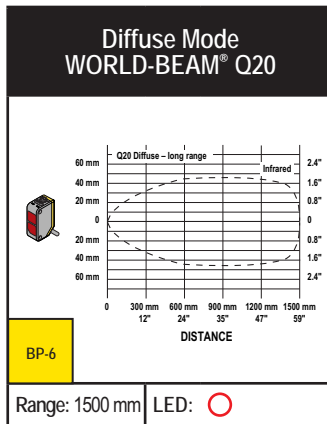 Diffuse Mode
WORLD-BEAM® Q20
Q20 Diffuse – long range
Infrared
60 mm 2.4"
40 mm 1.6"
20 mm 0.8"
0 0
20 mm 0.8"
40 mm 1.6"
60 mm 2.4"
0 300 mm 600 mm 900 mm 1200 mm 1500 mm
12" 24" 35" 47" 59"
DISTANCE
BP-6
Range: 1500 mm LED: